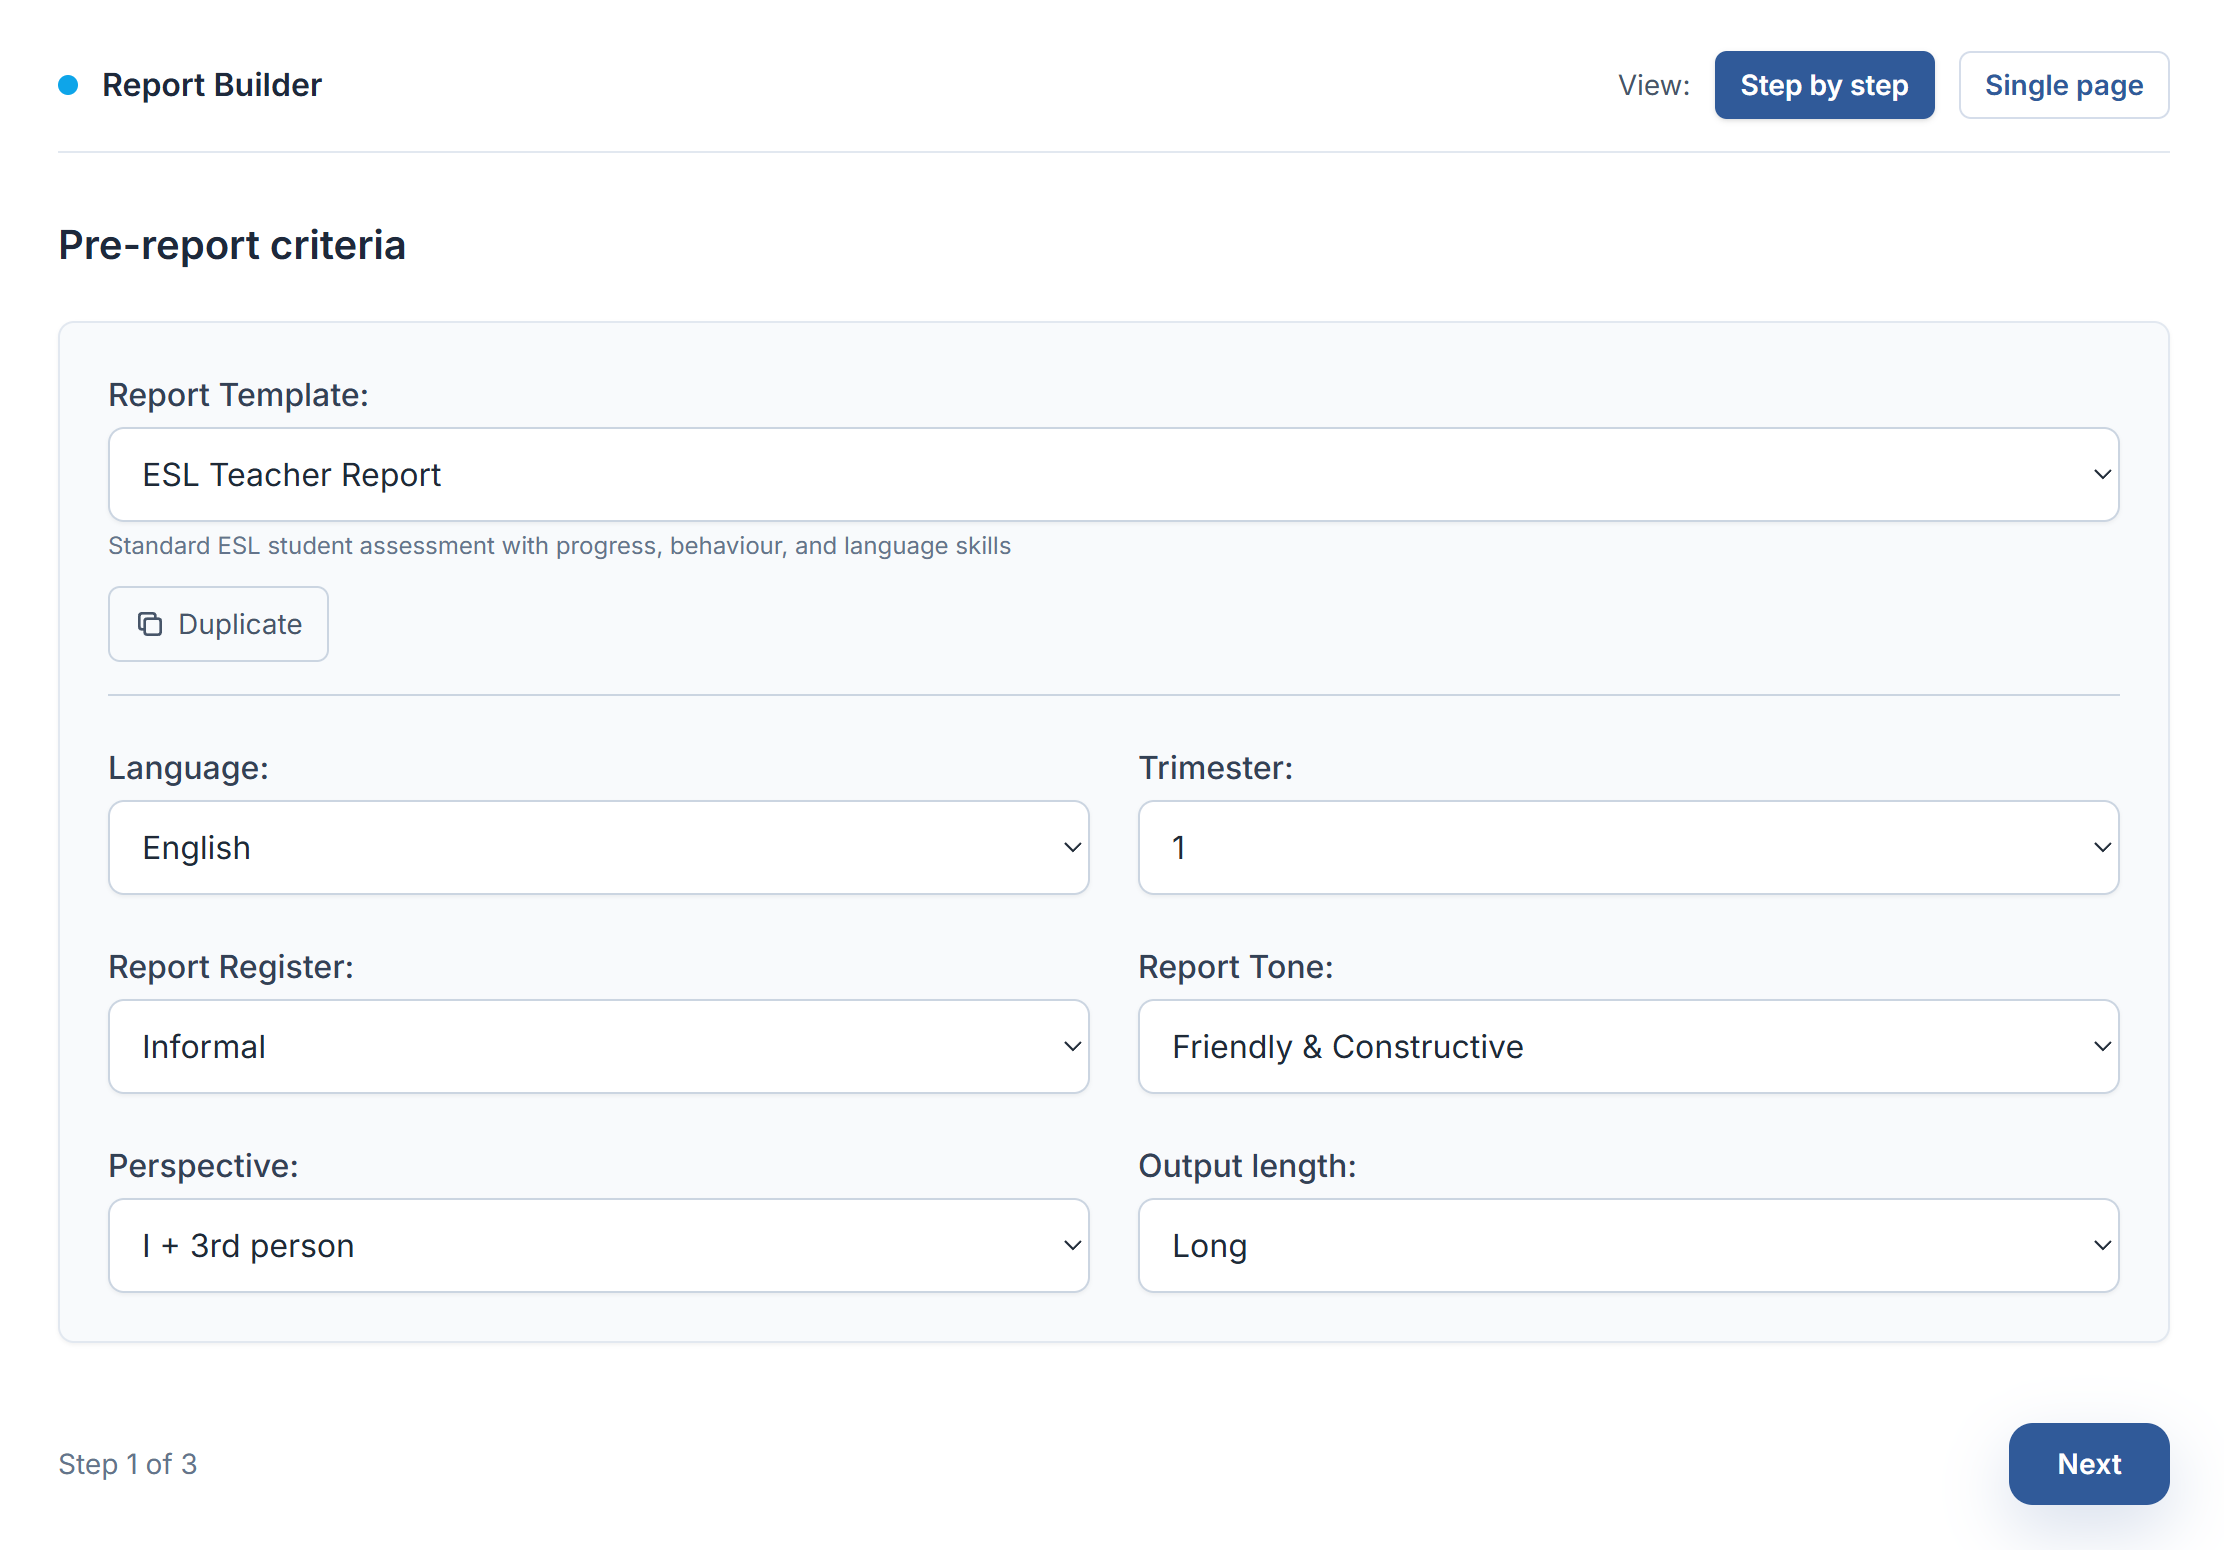 Report Builder
View:
Step by step
Single page
Pre-report criteria
Report Template:
ESL Teacher Report
Standard ESL student assessment with progress, behaviour, and language skills
Duplicate
Language:
Trimester:
English
1
Report Register:
Report Tone:
Informal
Friendly & Constructive
Perspective:
Output length:
I + 3rd person
Long
Step 1 of 3
Next